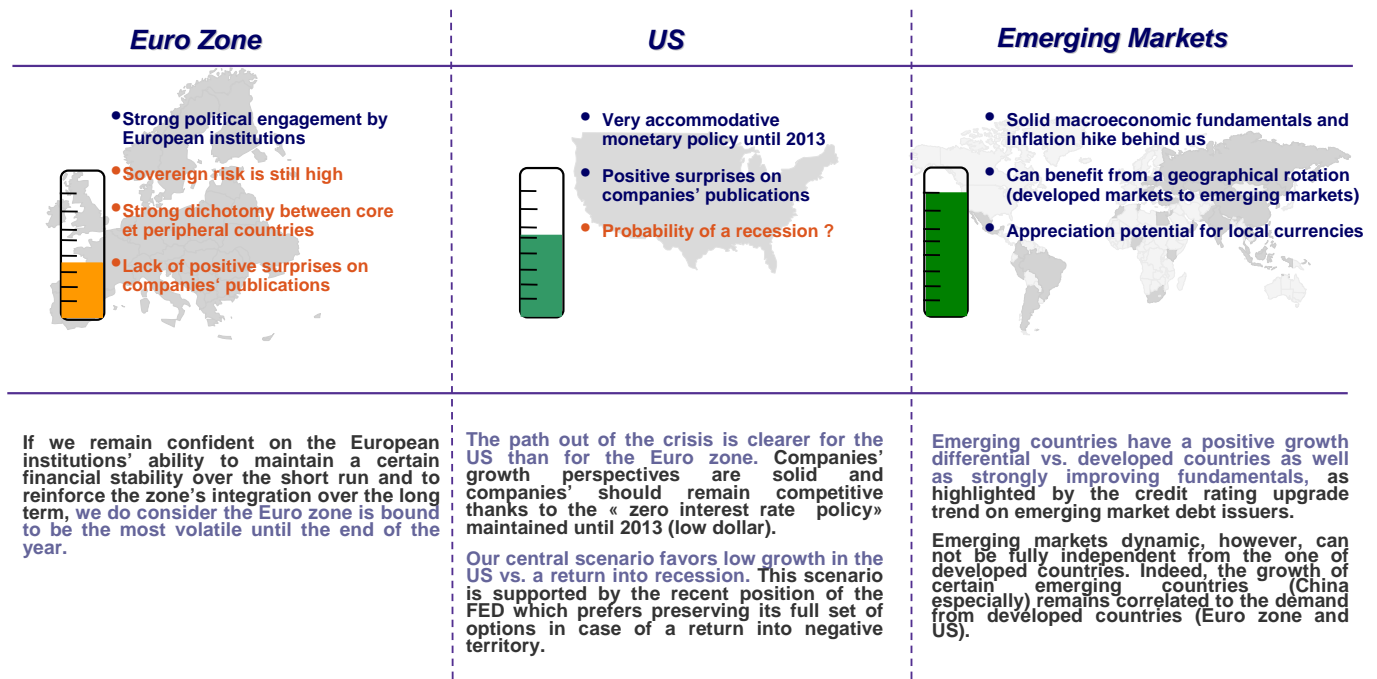 Euro Zone
•Strong political engagement by
European institutions
•Sovereign risk is still high
•Strong dichotomy between core
et peripheral countries
•Lack of positive surprises on
companies‘ publications
If we remain confident on the European
institutions’ ability to maintain a certain
financial stability over the short run and to
reinforce the zone’s integration over the long
term, we do consider the Euro zone is bound
to be the most volatile until the end of the
year.
US
• Very accommodative
monetary policy until 2013
• Positive surprises on
companies’ publications
• Probability of a recession ?
The path out of the crisis is clearer for the
US than for the Euro zone. Companies’
growth perspectives are solid and
companies’ should remain competitive
thanks to the « zero interest rate policy»
maintained until 2013 (low dollar).
Our central scenario favors low growth in the
US vs. a return into recession. This scenario
is supported by the recent position of the
FED which prefers preserving its full set of
options in case of a return into negative
territory.
Emerging Markets
• Solid macroeconomic fundamentals and
inflation hike behind us
• Can benefit from a geographical rotation
(developed markets to emerging markets)
• Appreciation potential for local currencies
Emerging countries have a positive growth
differential vs. developed countries as well
as strongly improving fundamentals, as
highlighted by the credit rating upgrade
trend on emerging market debt issuers.
Emerging markets dynamic, however, can
not be fully independent from the one of
developed countries. Indeed, the growth of
certain emerging countries (China
especially) remains correlated to the demand
from developed countries (Euro zone and
US).